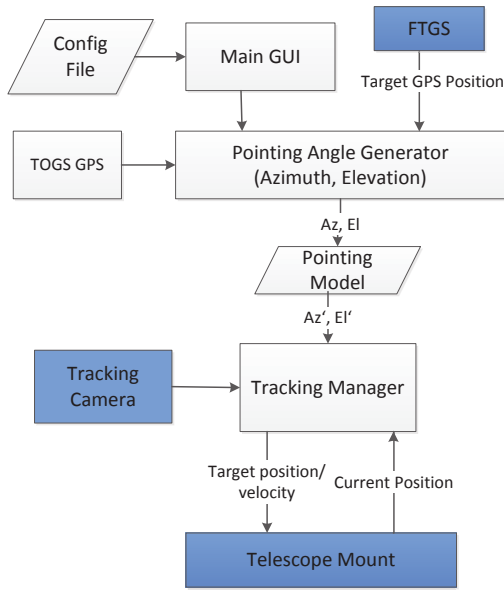 Config
File
Main GUI
FTGS
Target GPS Position
TOGS GPS
Pointing Angle Generator
(Azimuth, Elevation)
Az, El
Pointing
Model
Az‘, El‘
Tracking
Camera
Tracking Manager
Target position/
velocity
Current Position
Telescope Mount